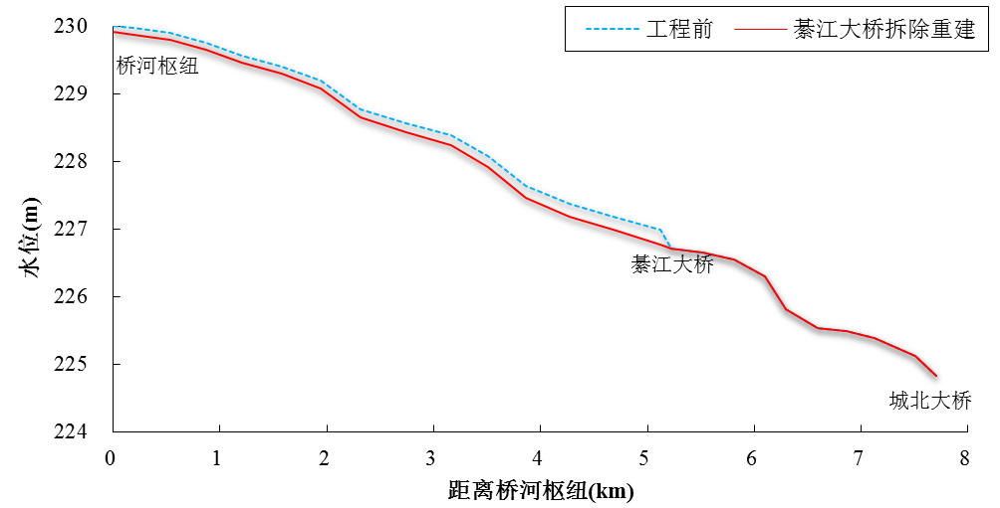 工程前 綦江大桥拆除重建
230
229
228
227
226
225
224
水位(m)
桥河枢纽
綦江大桥
城北大桥
0 1 2 3 4 5 6 7 8
距离桥河枢纽(km)